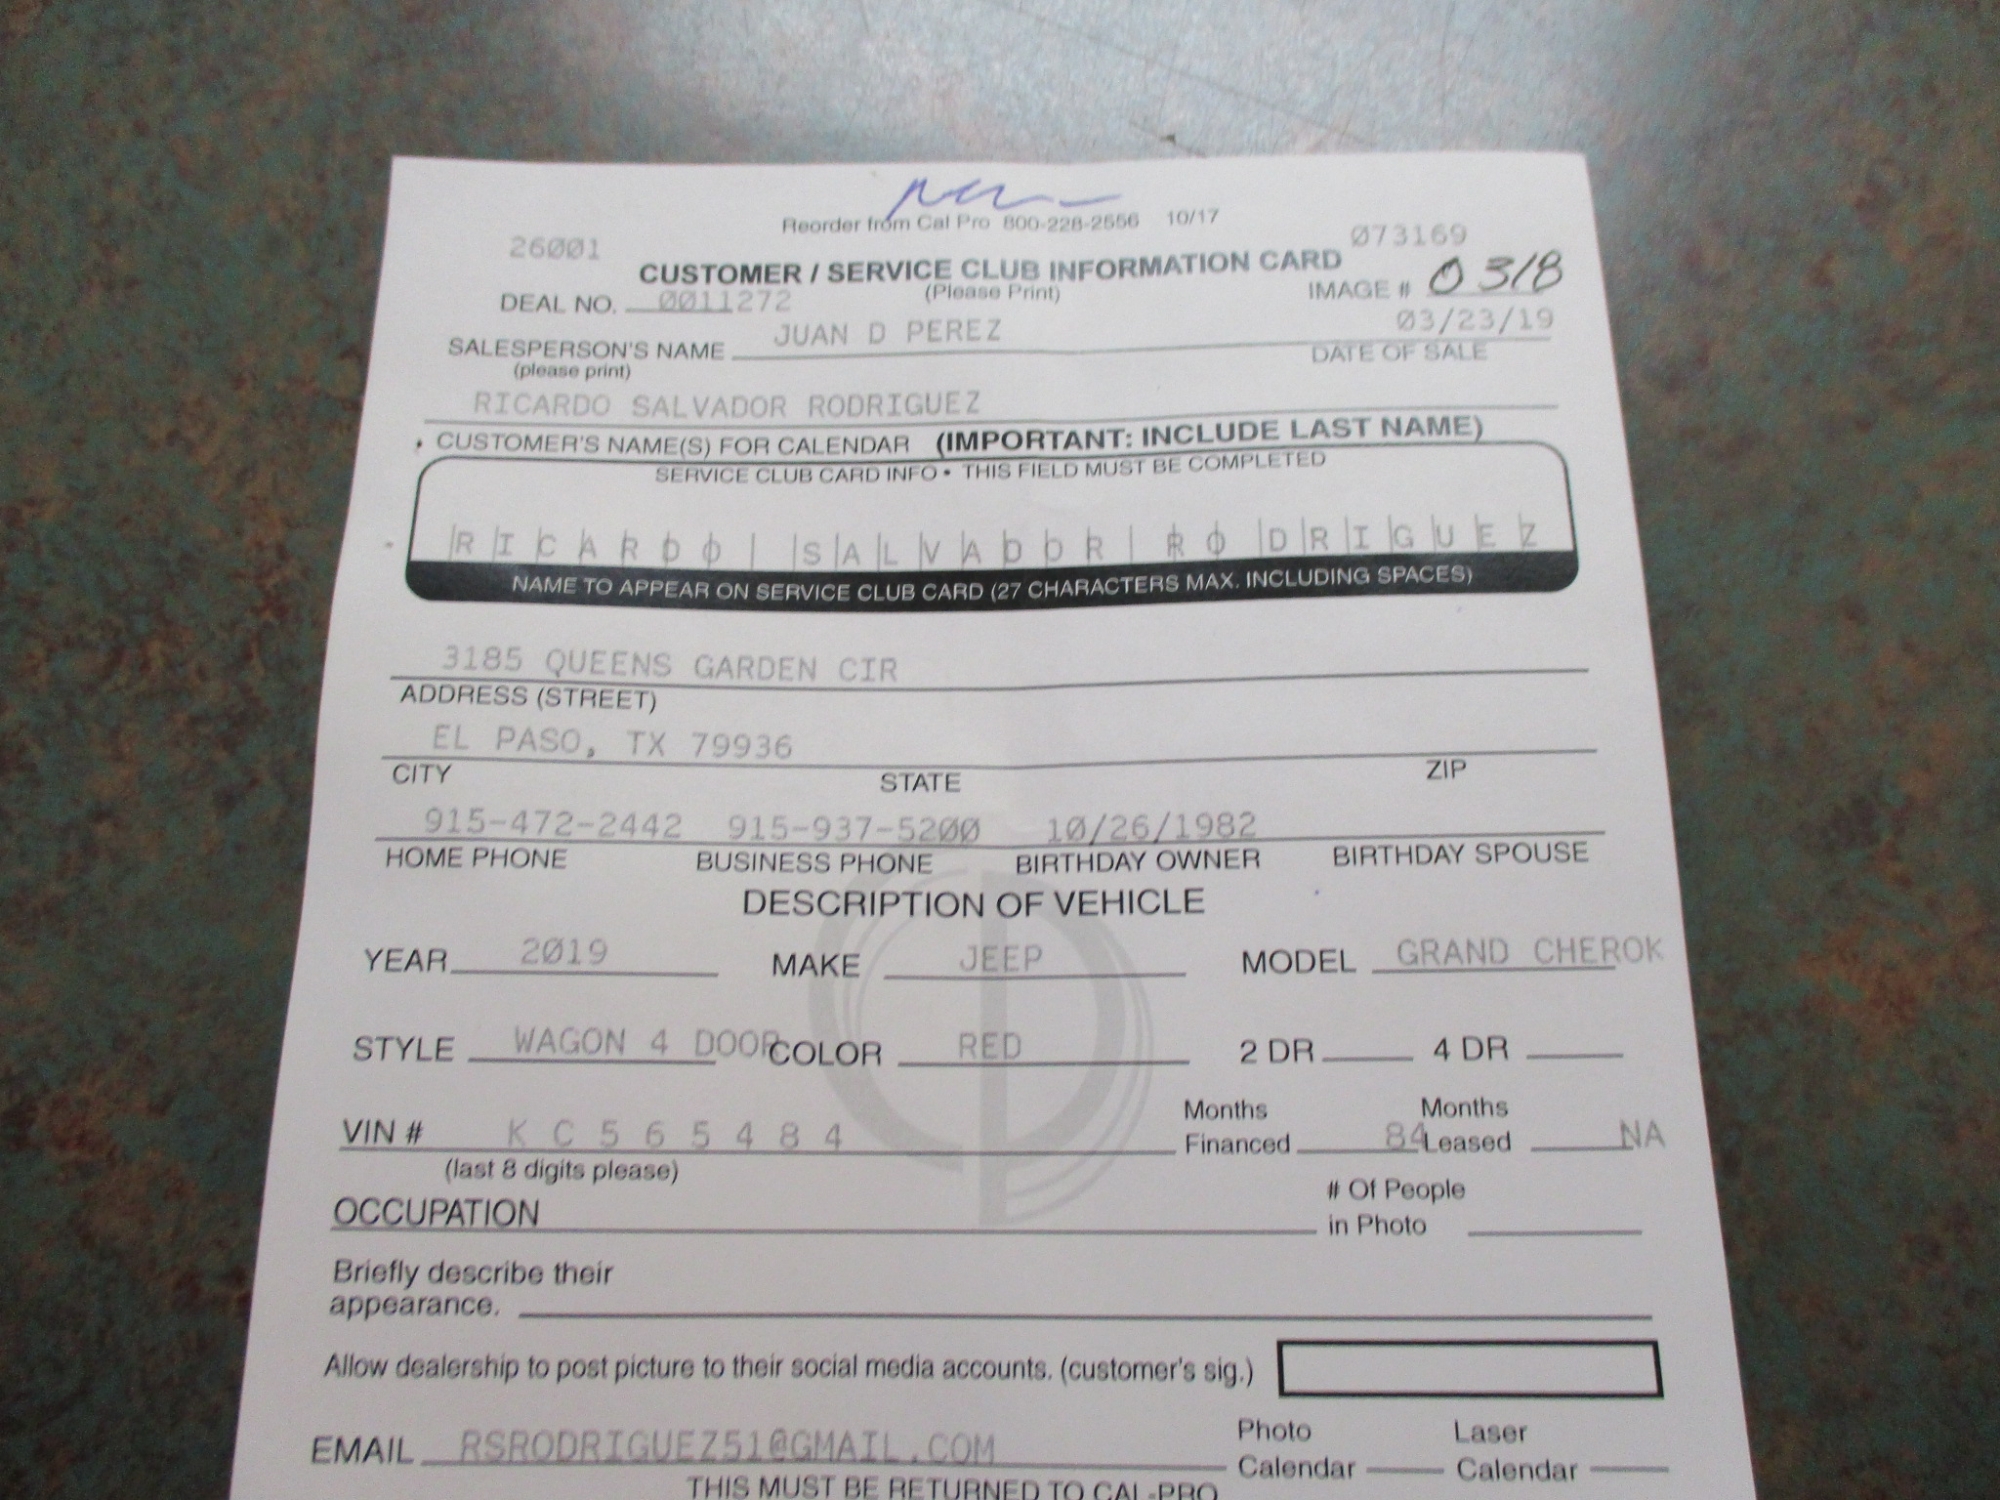 Reorder from Cal Pro 800-228-2556 10/17
26001 073169
CUSTOMER / SERVICE CLUB INFORMATION CARD
(Please Print)
DEAL NO. 0011272 IMAGE # 0318
JUAN D PEREZ 03/23/19
SALESPERSON'S NAME DATE OF SALE
(please print)
RICARDO SALVADOR RODRIGUEZ
CUSTOMER'S NAME(S) FOR CALENDAR (IMPORTANT: INCLUDE LAST NAME)
SERVICE CLUB CARD INFO • THIS FIELD MUST BE COMPLETED
RICARDO SALVADOR RODRIGUEZ
NAME TO APPEAR ON SERVICE CLUB CARD (27 CHARACTERS MAX. INCLUDING SPACES)
3185 QUEENS GARDEN CIR
ADDRESS (STREET)
EL PASO, TX 79936
CITY STATE ZIP
915-472-2442 915-937-5200 10/26/1982
HOME PHONE BUSINESS PHONE BIRTHDAY OWNER BIRTHDAY SPOUSE
DESCRIPTION OF VEHICLE
YEAR 2019 MAKE JEEP MODEL GRAND CHEROK
STYLE WAGON 4 DOOR COLOR RED 2 DR 4 DR
Months Months
VIN # K C 5 6 5 4 8 4 Financed 84 Leased NA
(last 8 digits please)
# Of People
OCCUPATION in Photo
Briefly describe their
appearance.
Allow dealership to post picture to their social media accounts. (customer's sig.)
Photo Laser
EMAIL RSRODRIGUEZ51@GMAIL.COM Calendar Calendar
THIS MUST BE RETURNED TO CAL-PRO